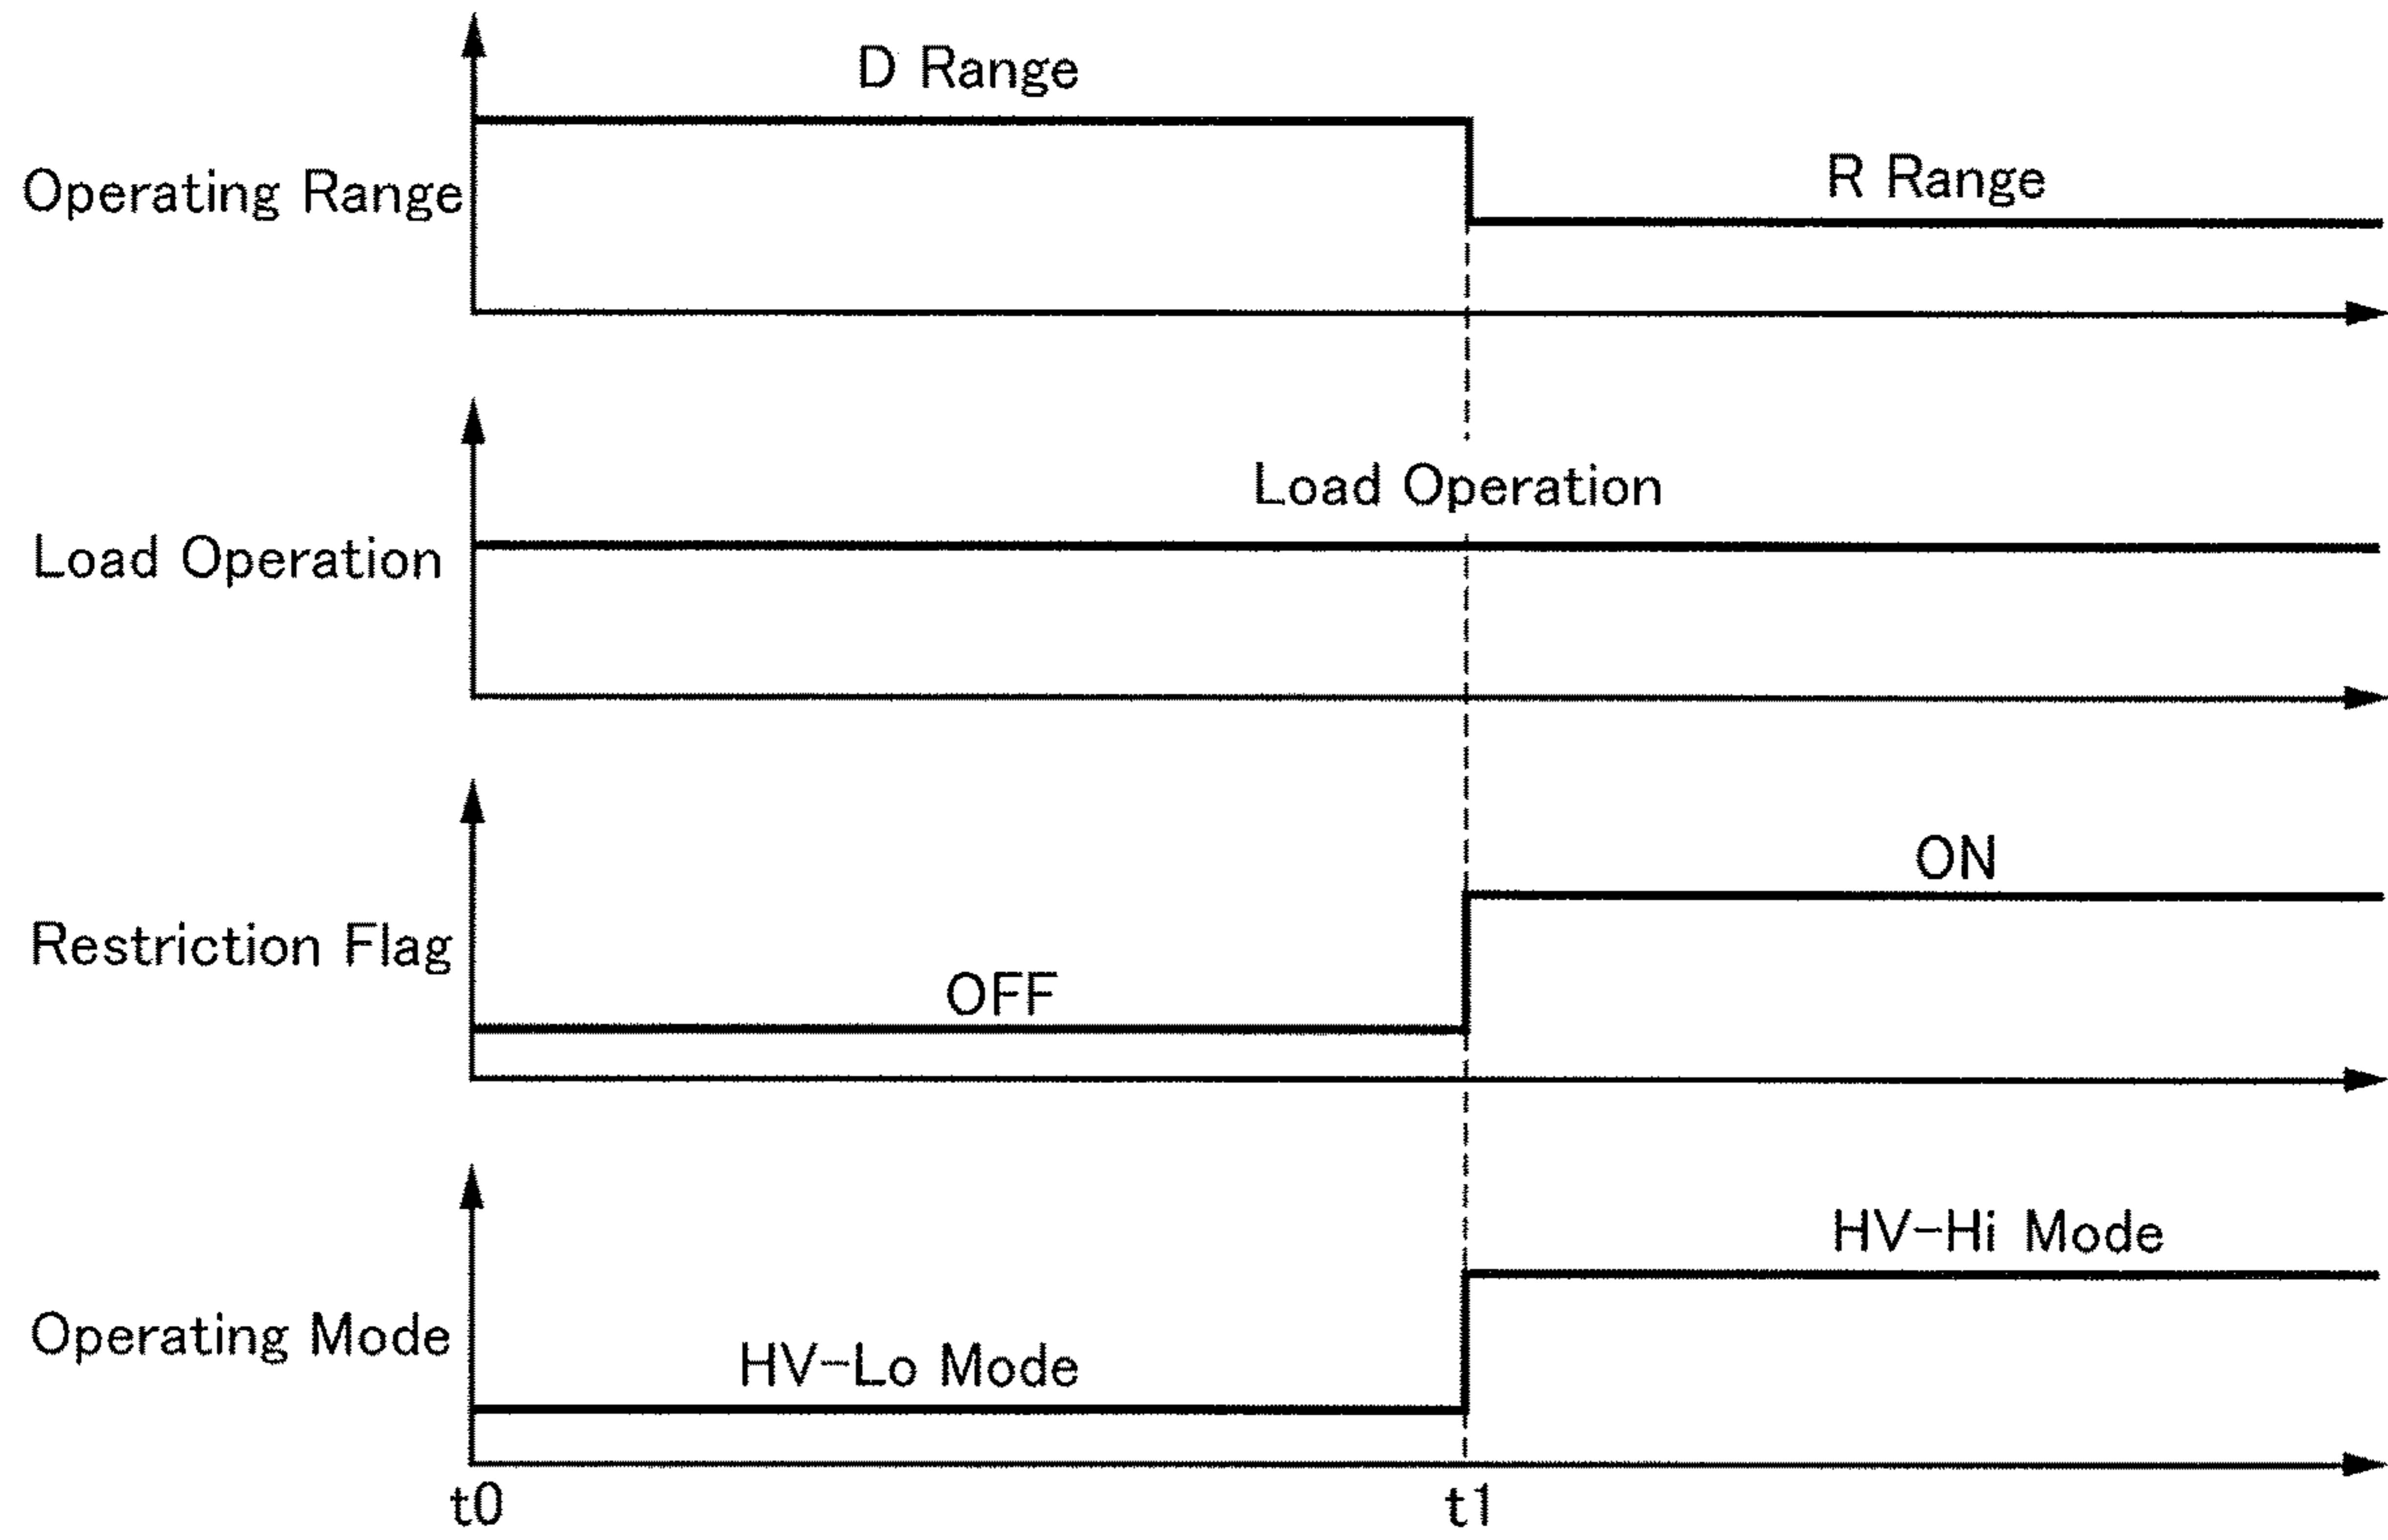 D Range
Operating Range
R Range
Load Operation
Load Operation
ON
Restriction Flag
OFF
HV-Hi Mode
Operating Mode
HV-Lo Mode
t0
t1